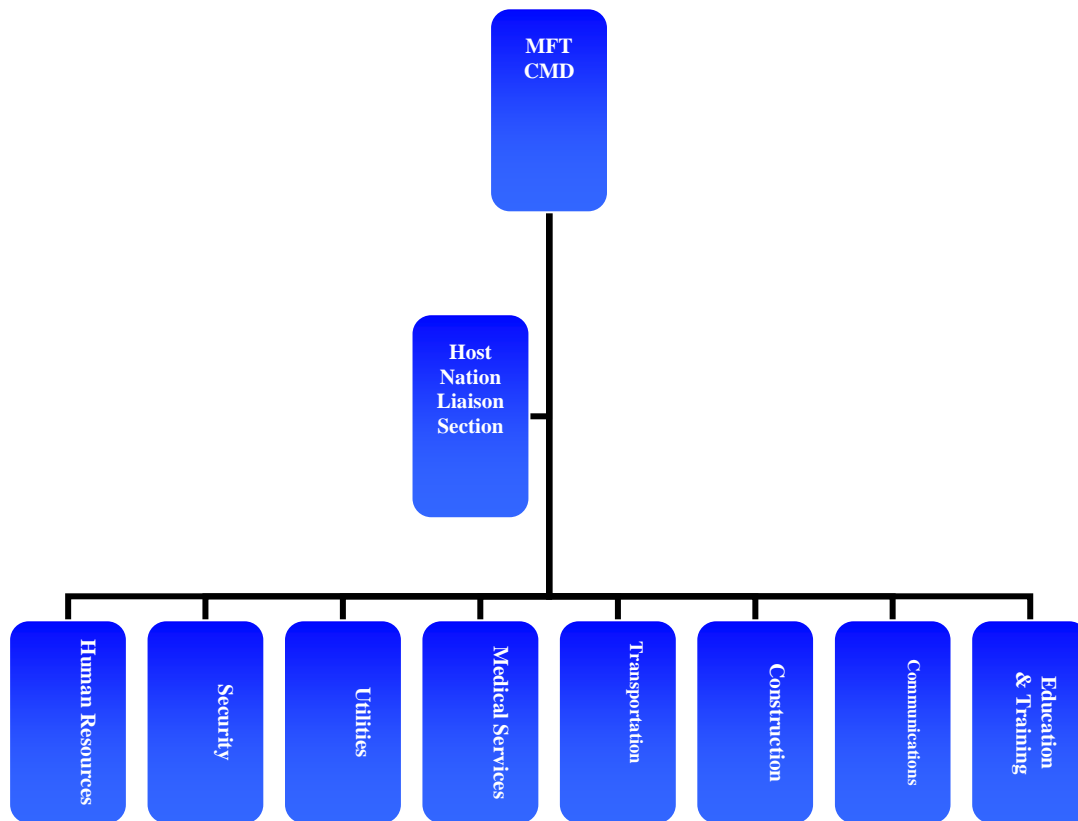 MFT
CMD
Host
Nation
Liaison
Section
Human Resources
Security
Utilities
Medical Services
Transportation
Construction
Communications
Education
& Training